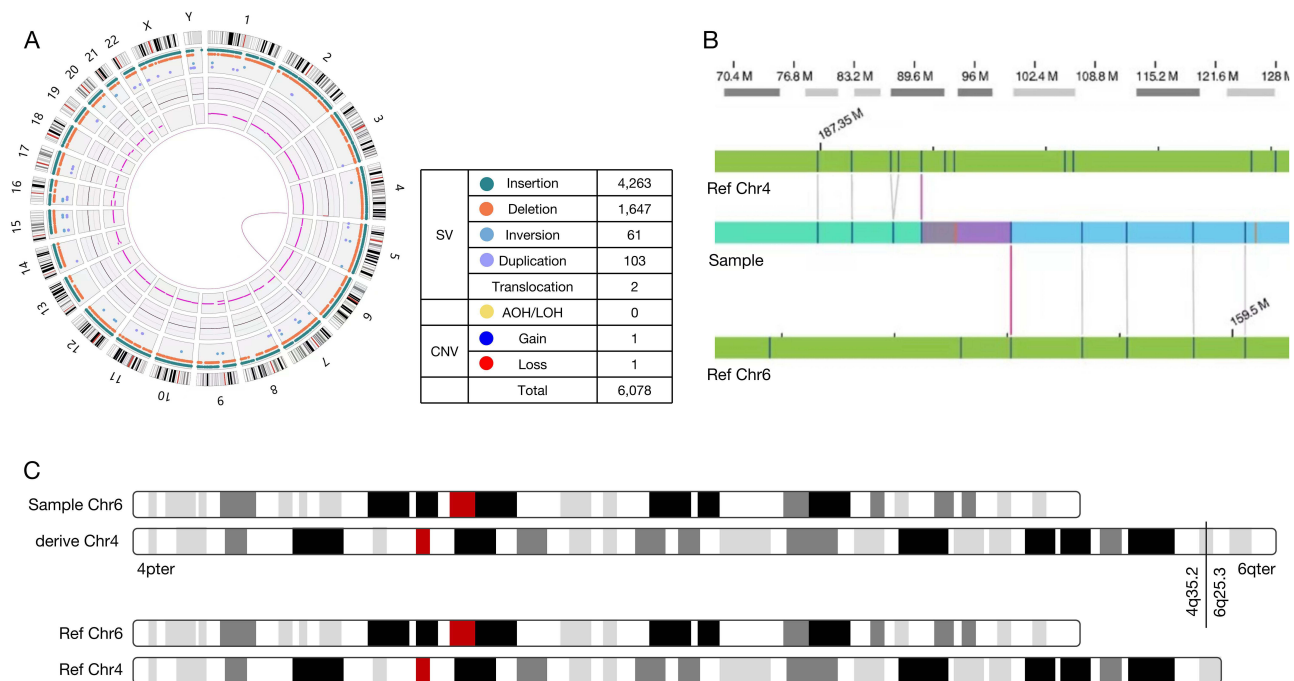 A
Y
1
X
2
22
21
20
3
19
18
4
17
16
5
15
14
6
13
7
12
8
11
10
9
SV
Insertion 4,263
Deletion 1,647
Inversion 61
Duplication 103
Translocation 2
AOH/LOH 0
CNV
Gain 1
Loss 1
Total 6,078
B
70.4 M 76.8 M 83.2 M 89.6 M 96 M 102.4 M 108.8 M 115.2 M 121.6 M 128 M
187.35 M
Ref Chr4
Sample
159.5 M
Ref Chr6
C
Sample Chr6
derive Chr4
4pter
4q35.2
6q25.3
6qter
Ref Chr6
Ref Chr4